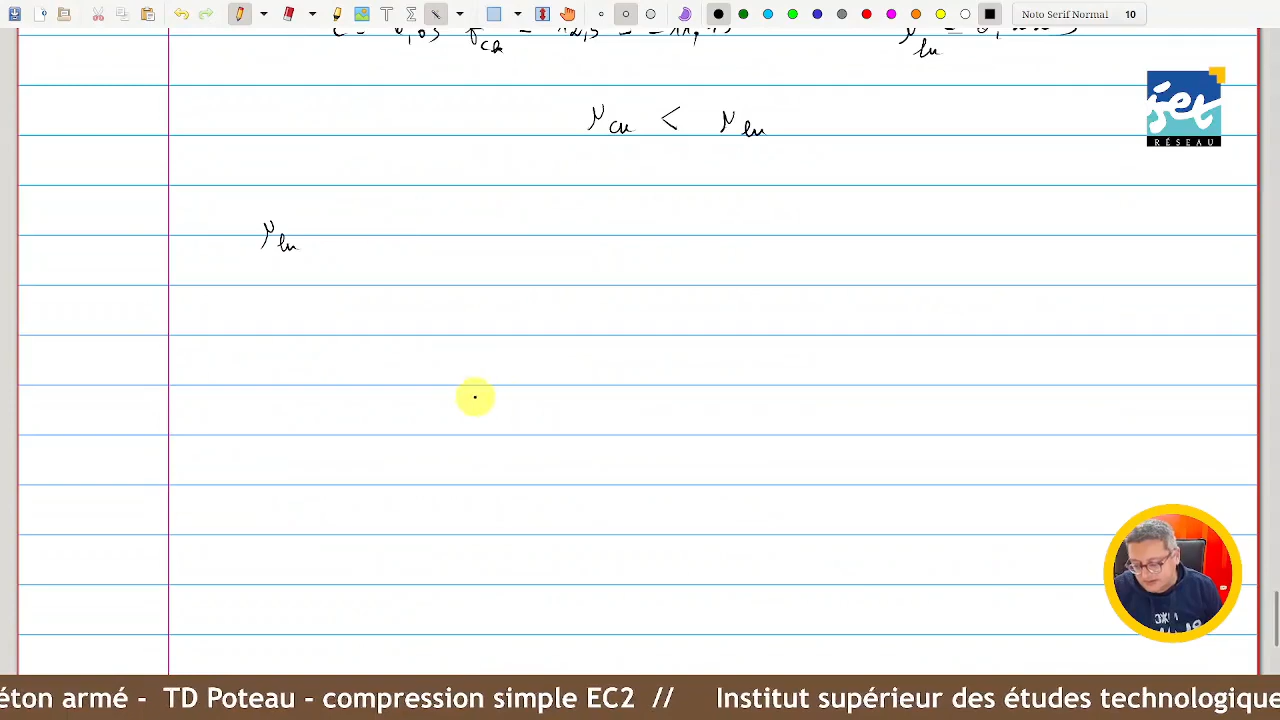 Noto Serif Normal 10
μcu < μlu
μlu
iset
RÉSEAU
éton armé - TD Poteau - compression simple EC2 // Institut supérieur des études technologique